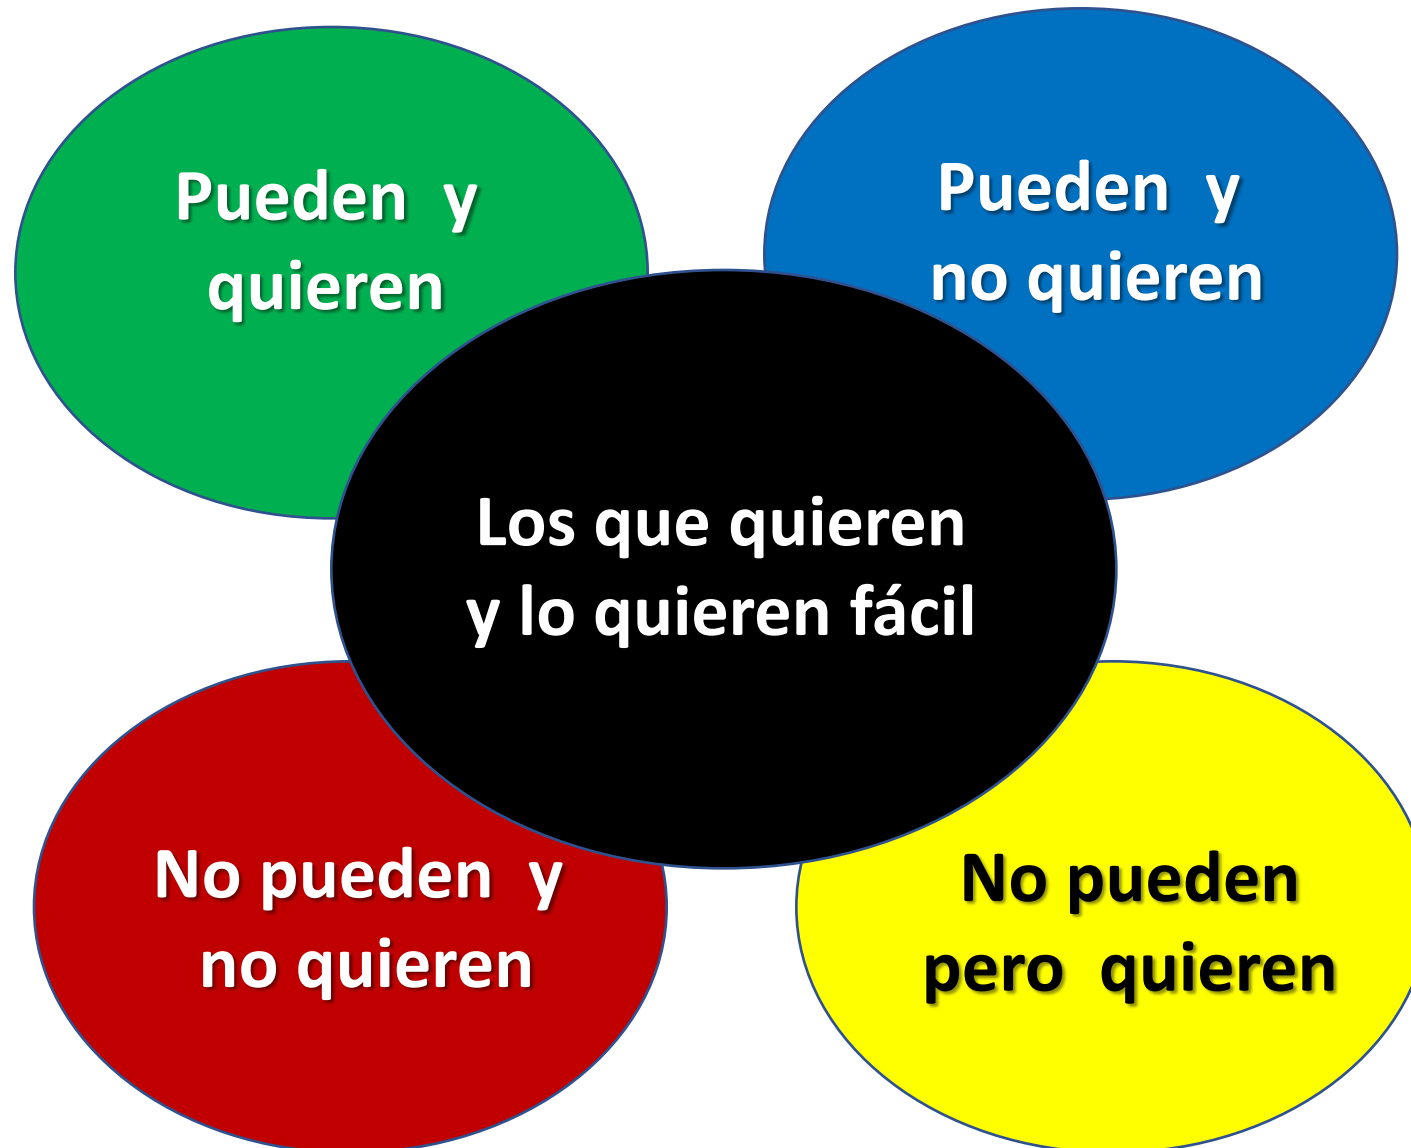 Pueden y
quieren
Pueden y
no quieren
Los que quieren
y lo quieren fácil
No pueden y
no quieren
No pueden
pero quieren